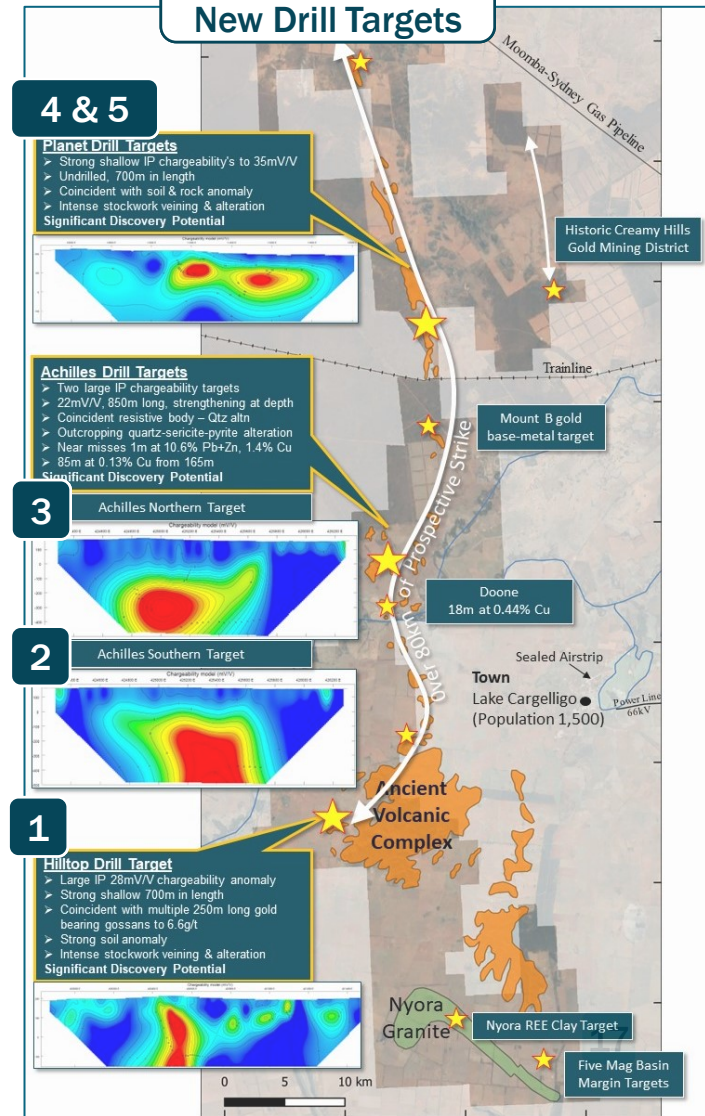 New Drill Targets
Moomba-Sydney Gas Pipeline
4 & 5
Planet Drill Targets
➤ Strong shallow IP chargeability's to 35mV/V
➤ Undrilled, 700m in length
➤ Coincident with soil & rock anomaly
➤ Intense stockwork veining & alteration
Significant Discovery Potential
Historic Creamy Hills
Gold Mining District
Trainline
Achilles Drill Targets
➤ Two large IP chargeability targets
➤ 22mV/V, 850m long, strengthening at depth
➤ Coincident resistive body – Qtz altn
➤ Outcropping quartz-sericite-pyrite alteration
➤ Near misses 1m at 10.6% Pb+Zn, 1.4% Cu
➤ 85m at 0.13% Cu from 165m
Significant Discovery Potential
Mount B gold
base-metal target
Over 80km of Prospective Strike
3
Achilles Northern Target
Chargeability model (mV/V)
Doone
18m at 0.44% Cu
2
Achilles Southern Target
Chargeability model (mV/V)
Sealed Airstrip
Town
Lake Cargelligo
(Population 1,500)
Power Line
66kV
Ancient
Volcanic
Complex
1
Hilltop Drill Target
➤ Large IP 28mV/V chargeability anomaly
➤ Strong shallow 700m in length
➤ Coincident with multiple 250m long gold
bearing gossans to 6.6g/t
➤ Strong soil anomaly
➤ Intense stockwork veining & alteration
Significant Discovery Potential
Nyora
Granite
Nyora REE Clay Target
17
Five Mag Basin
Margin Targets
0 5 10 km